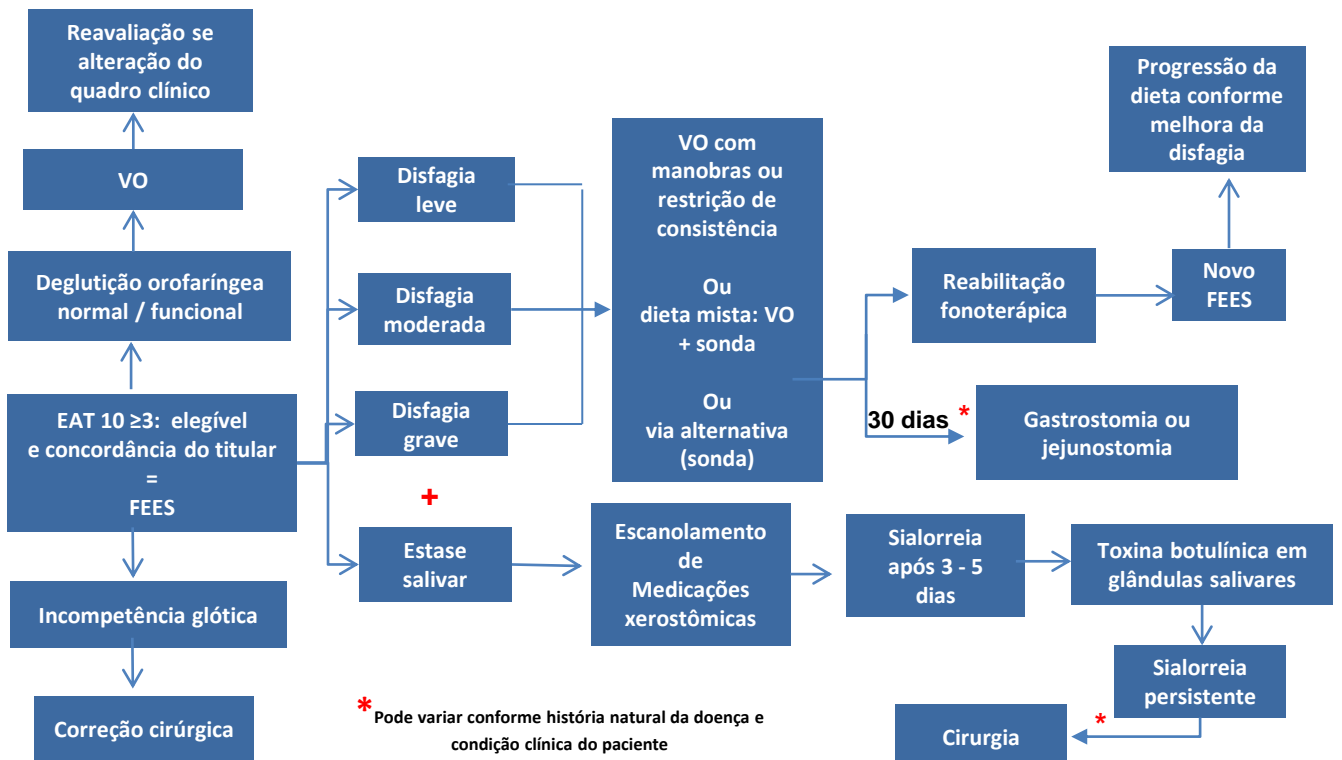 Reavaliação se
alteração do
quadro clínico
VO
Deglutição orofaríngea
normal / funcional
EAT 10 ≥3: elegível
e concordância do titular
=
FEES
Incompetência glótica
Correção cirúrgica
Disfagia
leve
Disfagia
moderada
Disfagia
grave
+
Estase
salivar
VO com
manobras ou
restrição de
consistência
Ou
dieta mista: VO
+ sonda
Ou
via alternativa
(sonda)
Reabilitação
fonoterápica
Novo
FEES
Progressão da
dieta conforme
melhora da
disfagia
30 dias *
Gastrostomia ou
jejunostomia
Escanolamento
de
Medicações
xerostômicas
Sialorreia
após 3 - 5
dias
Toxina botulínica em
glândulas salivares
Sialorreia
persistente
*
Cirurgia
*Pode variar conforme história natural da doença e
condição clínica do paciente